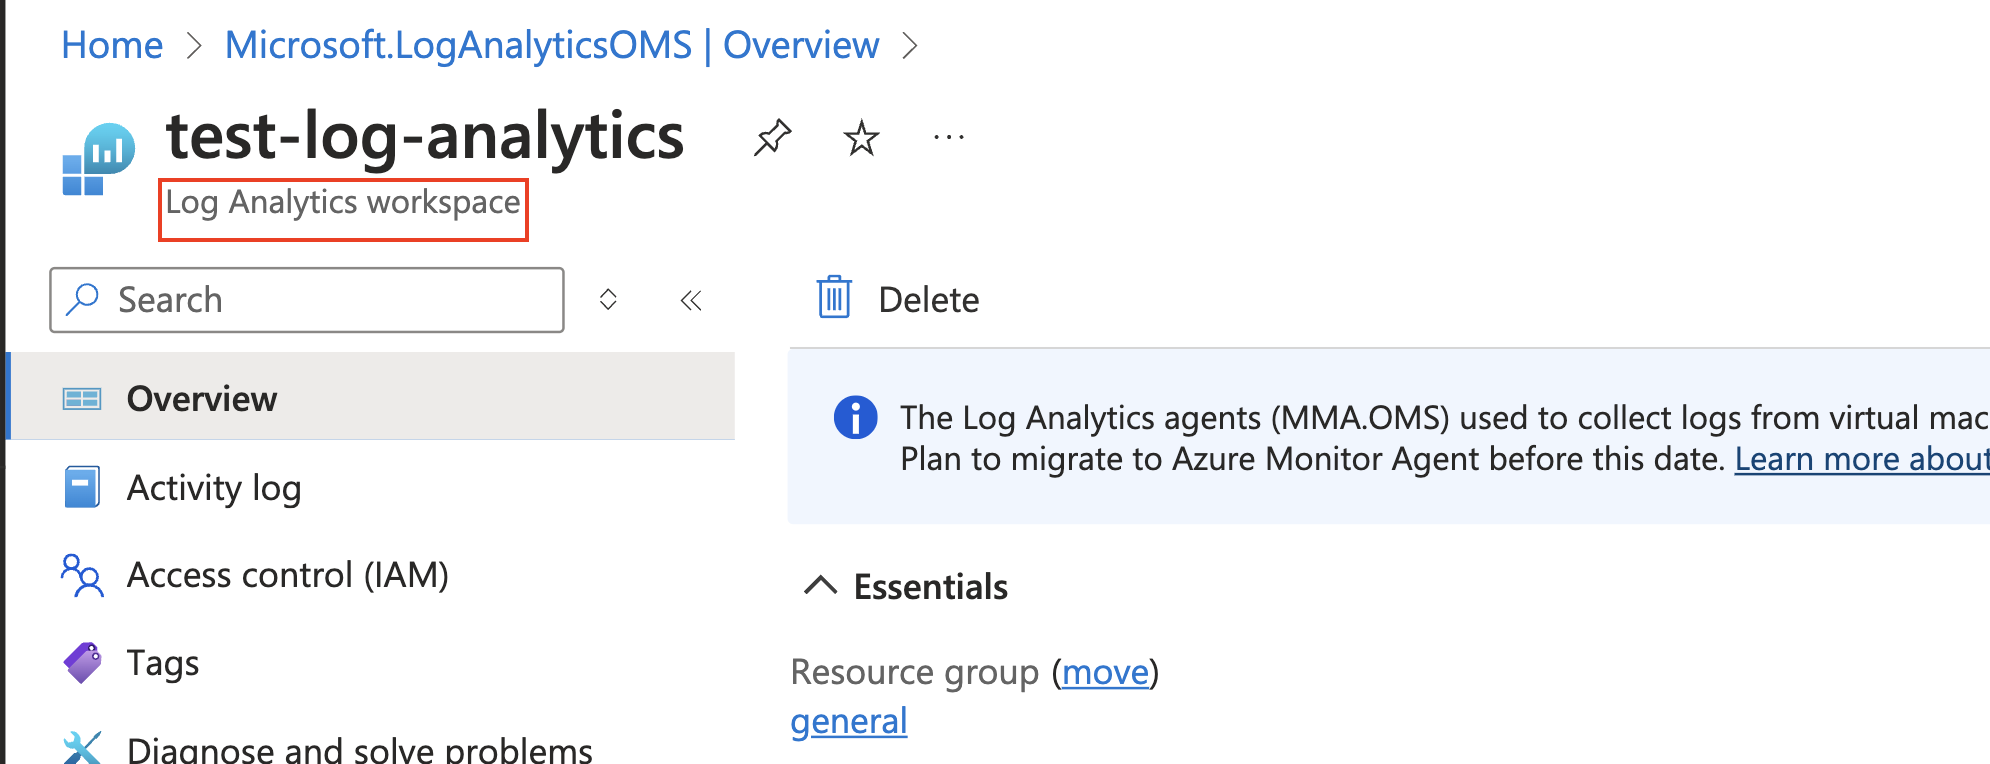 Home > Microsoft.LogAnalyticsOMS | Overview >
test-log-analytics
Log Analytics workspace
Search
Delete
Overview
Activity log
Access control (IAM)
Tags
Diagnose and solve problems
The Log Analytics agents (MMA.OMS) used to collect logs from virtual mac
Plan to migrate to Azure Monitor Agent before this date. Learn more about
Essentials
Resource group (move)
general